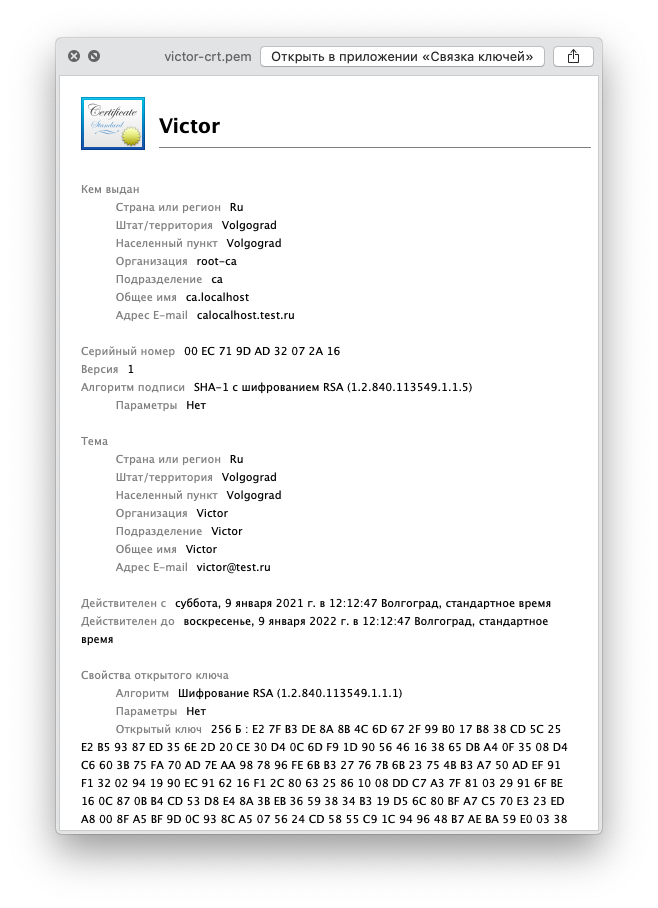 victor-crt.pem Открыть в приложении «Связка ключей»
Certificate
Standard
Victor
Кем выдан
Страна или регион Ru
Штат/территория Volgograd
Населенный пункт Volgograd
Организация root-ca
Подразделение ca
Общее имя ca.localhost
Адрес E-mail calocalhost.test.ru
Серийный номер 00 EC 71 9D AD 32 07 2A 16
Версия 1
Алгоритм подписи SHA-1 с шифрованием RSA (1.2.840.113549.1.1.5)
Параметры Нет
Тема
Страна или регион Ru
Штат/территория Volgograd
Населенный пункт Volgograd
Организация Victor
Подразделение Victor
Общее имя Victor
Адрес E-mail victor@test.ru
Действителен с суббота, 9 января 2021 г. в 12:12:47 Волгоград, стандартное время
Действителен до воскресенье, 9 января 2022 г. в 12:12:47 Волгоград, стандартное
время
Свойства открытого ключа
Алгоритм Шифрование RSA (1.2.840.113549.1.1.1)
Параметры Нет
Открытый ключ 256 Б : E2 7F B3 DE 8A 8B 4C 6D 67 2F 99 B0 17 B8 38 CD 5C 25
E2 B5 93 87 ED 35 6E 2D 20 CE 30 D4 0C 6D F9 1D 90 56 46 16 38 65 DB A4 0F 35 08 D4
C6 60 3B 75 FA 70 AD 7E AA 98 78 96 FE 6B B3 27 76 7B 6B 23 75 4B B3 A7 50 AD EF 91
F1 32 02 94 19 90 EC 91 62 16 F1 2C 80 63 25 86 10 08 DD C7 A3 7F 81 03 29 91 6F BE
16 0C 87 0B B4 CD 53 D8 E4 8A 3B EB 36 59 38 34 B3 19 D5 6C 80 BF A7 C5 70 E3 23 ED
A8 00 8F A5 BF 9D 0C 93 8C A5 07 56 24 CD 58 55 C9 1C 94 96 48 B7 AE BA 59 E0 03 38